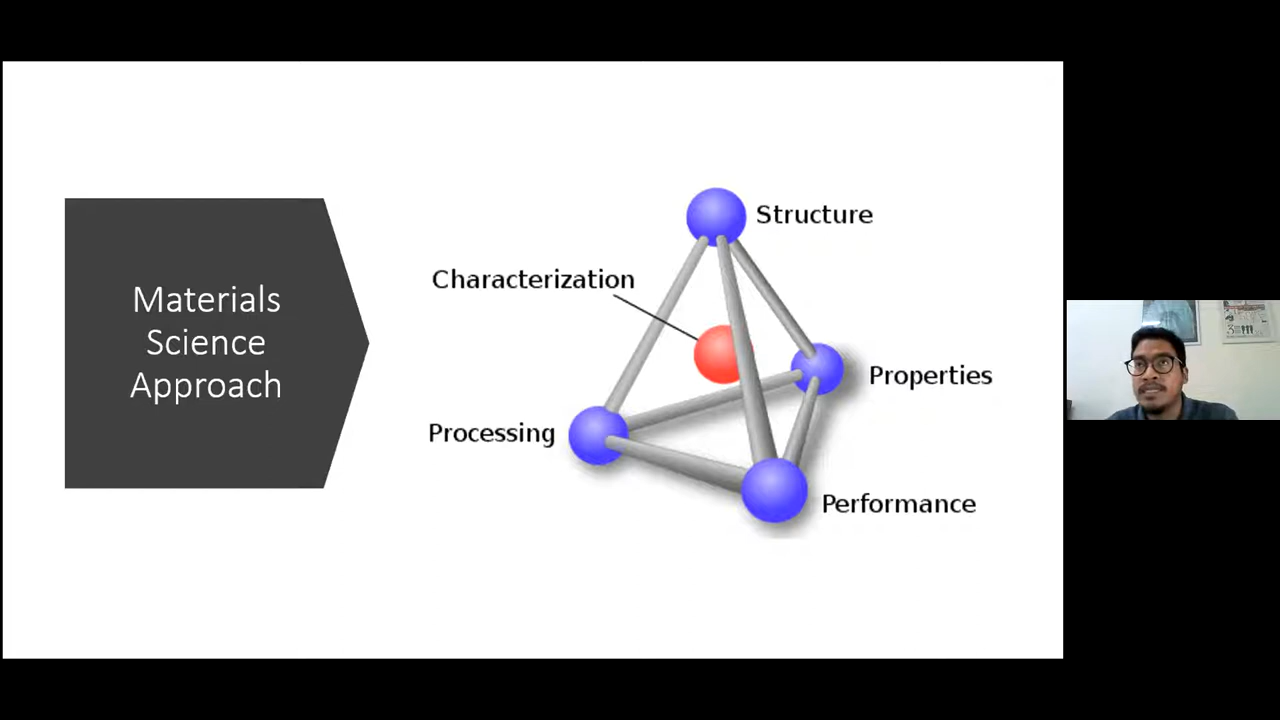 Materials
Science
Approach
Structure
Characterization
Properties
Processing
Performance